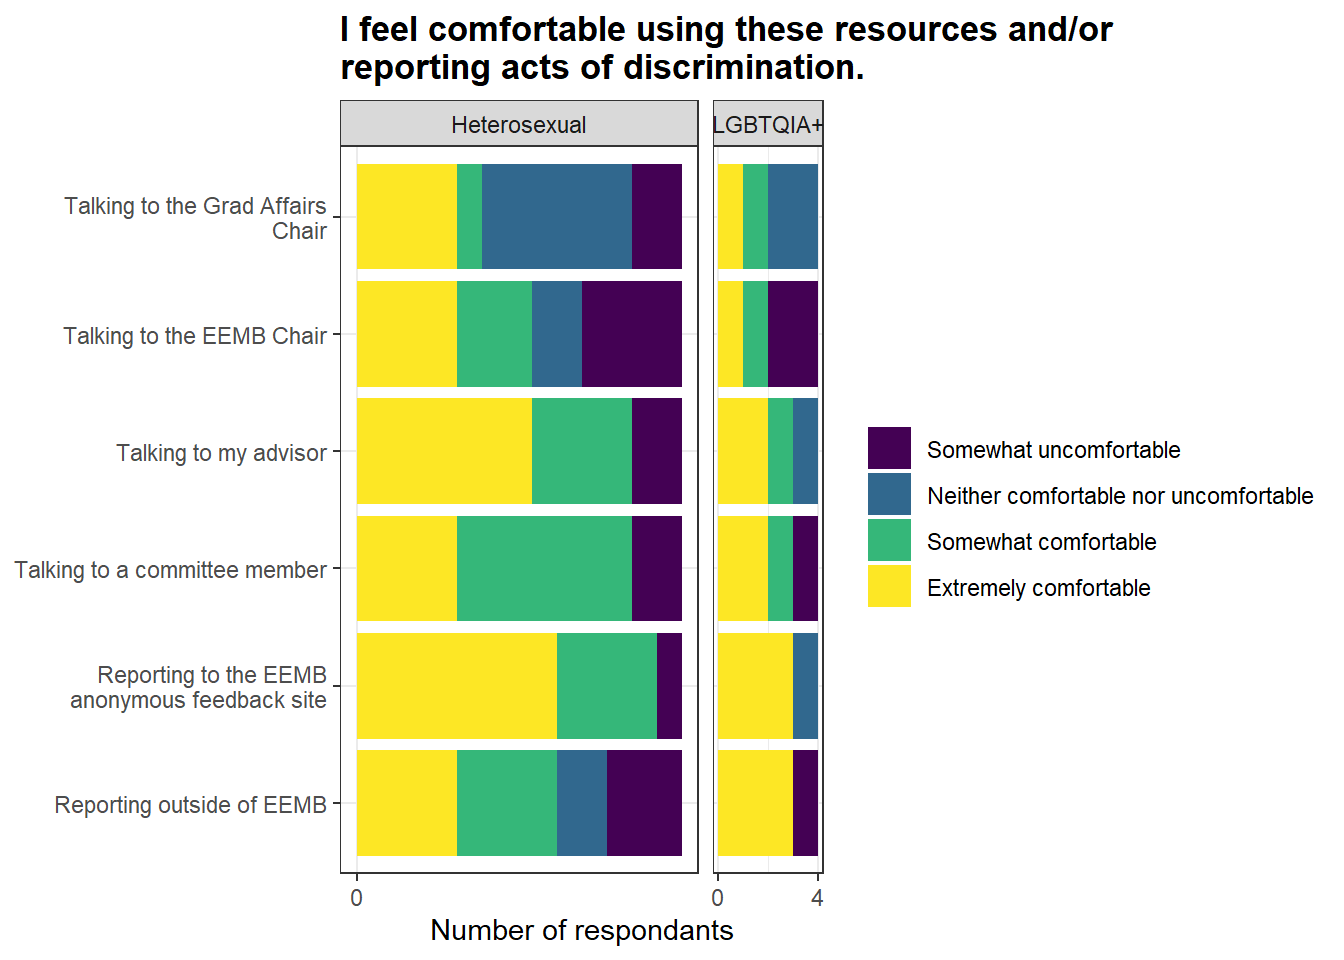 I feel comfortable using these resources and/or
reporting acts of discrimination.
Heterosexual
LGBTQIA+
Talking to the Grad Affairs
Chair
Talking to the EEMB Chair
Talking to my advisor
Talking to a committee member
Reporting to the EEMB
anonymous feedback site
Reporting outside of EEMB
0
0
4
Number of respondants
Somewhat uncomfortable
Neither comfortable nor uncomfortable
Somewhat comfortable
Extremely comfortable